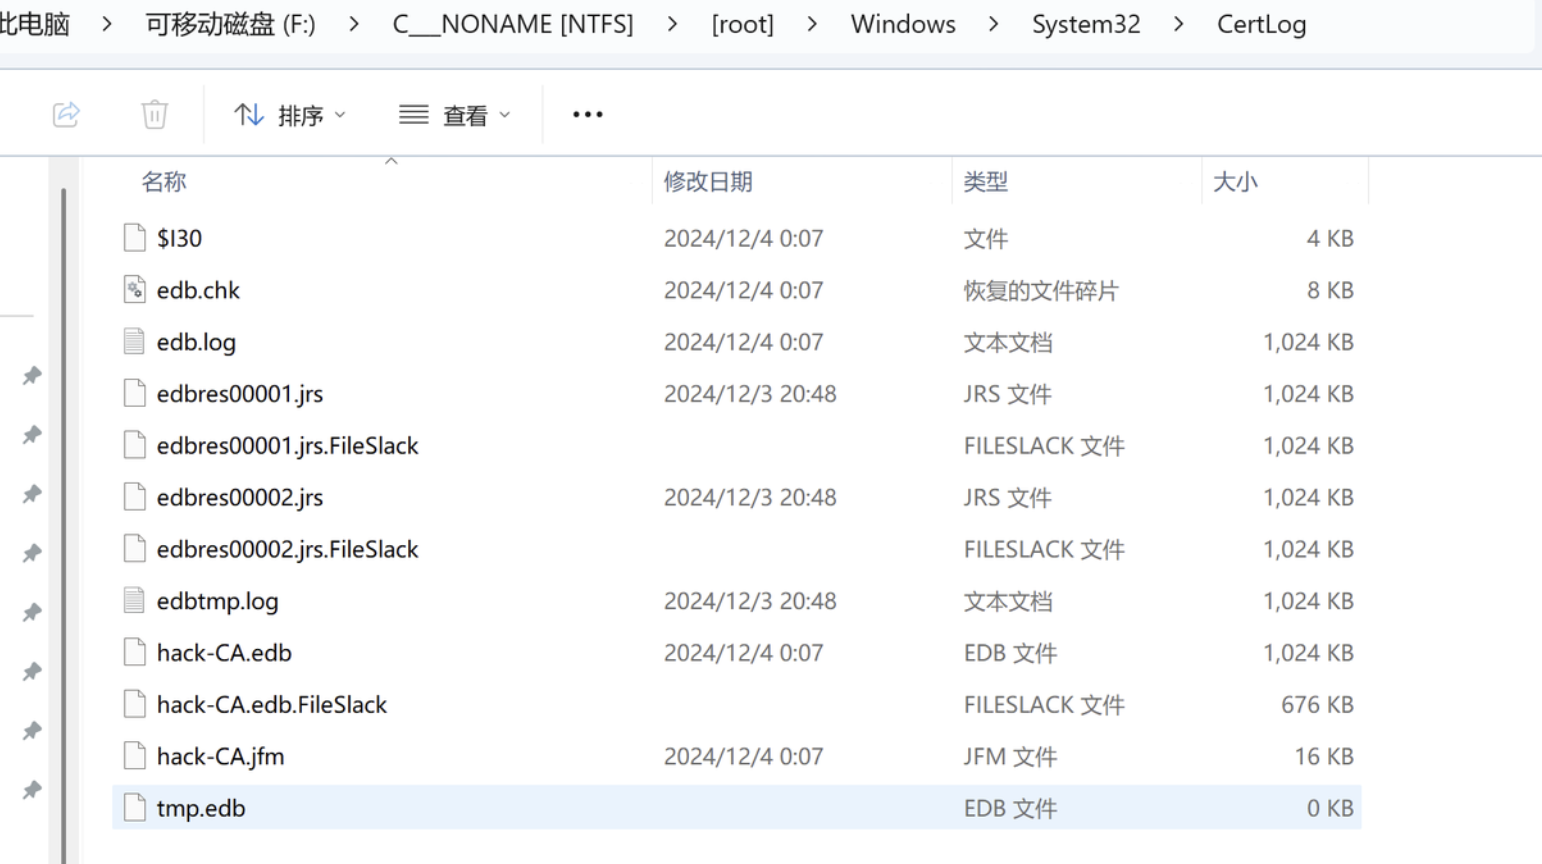 此电脑 > 可移动磁盘 (F:) > C___NONAME [NTFS] > [root] > Windows > System32 > CertLog
排序 查看 •••
名称 修改日期 类型 大小
$I30 2024/12/4 0:07 文件 4 KB
edb.chk 2024/12/4 0:07 恢复的文件碎片 8 KB
edb.log 2024/12/4 0:07 文本文档 1,024 KB
edbres00001.jrs 2024/12/3 20:48 JRS 文件 1,024 KB
edbres00001.jrs.FileSlack FILESLACK 文件 1,024 KB
edbres00002.jrs 2024/12/3 20:48 JRS 文件 1,024 KB
edbres00002.jrs.FileSlack FILESLACK 文件 1,024 KB
edbtmp.log 2024/12/3 20:48 文本文档 1,024 KB
hack-CA.edb 2024/12/4 0:07 EDB 文件 1,024 KB
hack-CA.edb.FileSlack FILESLACK 文件 676 KB
hack-CA.jfm 2024/12/4 0:07 JFM 文件 16 KB
tmp.edb EDB 文件 0 KB